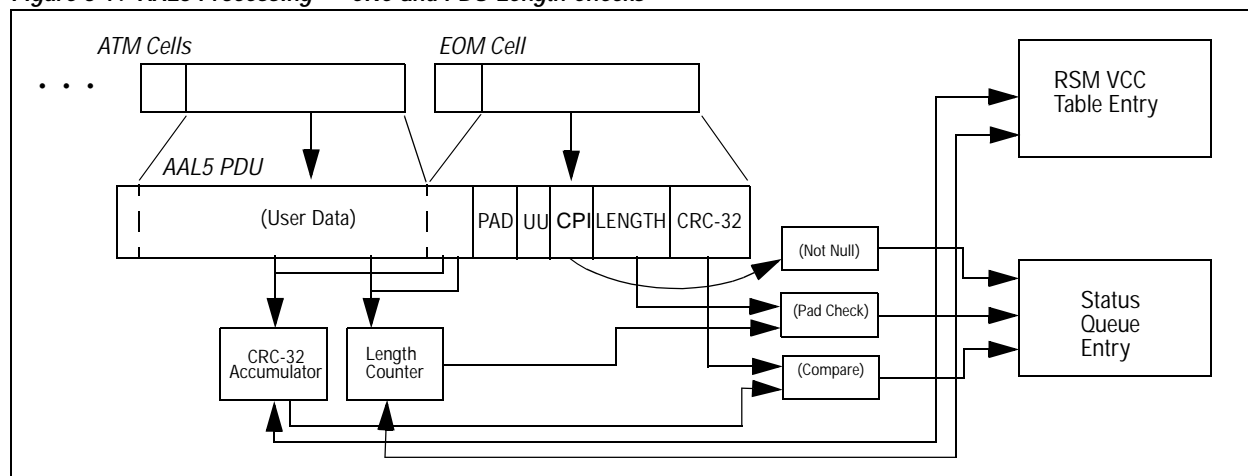 ATM Cells
EOM Cell
• • •
RSM VCC
Table Entry
AAL5 PDU
(User Data)
PAD
UU
CPI
LENGTH
CRC-32
(Not Null)
(Pad Check)
(Compare)
CRC-32
Accumulator
Length
Counter
Status
Queue
Entry